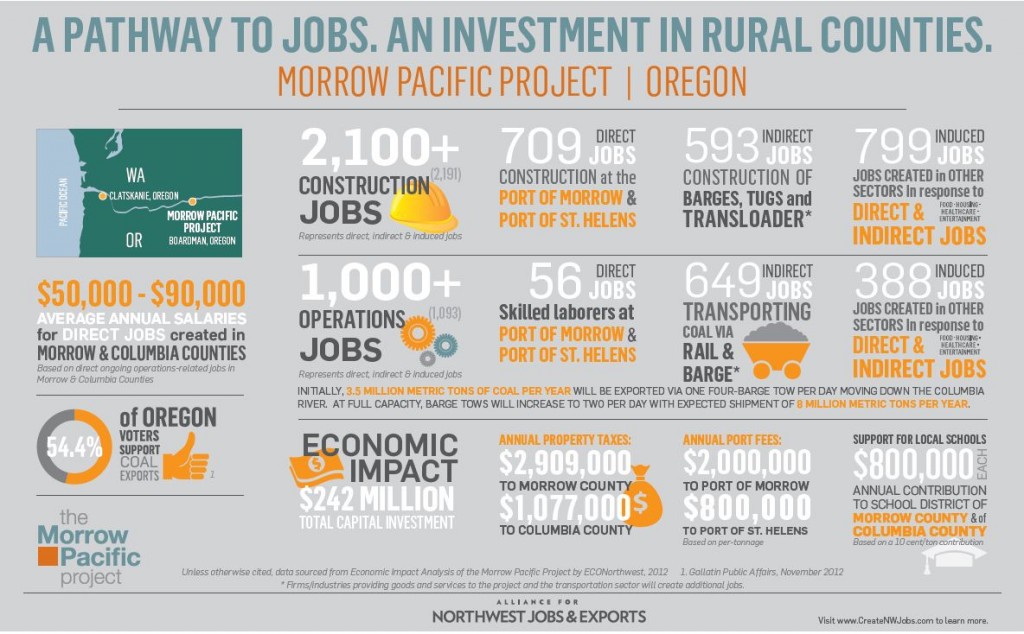 A PATHWAY TO JOBS. AN INVESTMENT IN RURAL COUNTIES.
MORROW PACIFIC PROJECT | OREGON
PACIFIC OCEAN
WA
CLATSKANIE, OREGON
MORROW PACIFIC
PROJECT
BOARDMAN, OREGON
OR
$50,000 - $90,000
AVERAGE ANNUAL SALARIES
for DIRECT JOBS created in
MORROW & COLUMBIA COUNTIES
Based on direct ongoing operations-related jobs in
Morrow & Columbia Counties
54.4%
of OREGON
VOTERS
SUPPORT
COAL
EXPORTS
1
the
Morrow
Pacific
project
2,100+
(2,191)
CONSTRUCTION
JOBS
Represents direct, indirect & induced jobs
709 DIRECT JOBS
CONSTRUCTION at the
PORT OF MORROW &
PORT OF ST. HELENS
593 INDIRECT JOBS
CONSTRUCTION OF
BARGES, TUGS and
TRANSLOADER*
799 INDUCED JOBS
JOBS CREATED in OTHER
SECTORS in response to
DIRECT &
FOOD • HOUSING •
HEALTHCARE •
ENTERTAINMENT
INDIRECT JOBS
1,000+
(1,093)
OPERATIONS
JOBS
Represents direct, indirect & induced jobs
56 DIRECT JOBS
Skilled laborers at
PORT OF MORROW &
PORT OF ST. HELENS
649 INDIRECT JOBS
TRANSPORTING
COAL VIA
RAIL &
BARGE*
388 INDUCED JOBS
JOBS CREATED in OTHER
SECTORS in response to
DIRECT &
FOOD • HOUSING •
HEALTHCARE •
ENTERTAINMENT
INDIRECT JOBS
INITIALLY, 3.5 MILLION METRIC TONS OF COAL PER YEAR WILL BE EXPORTED VIA ONE FOUR-BARGE TOW PER DAY MOVING DOWN THE COLUMBIA
RIVER. AT FULL CAPACITY, BARGE TOWS WILL INCREASE TO TWO PER DAY WITH EXPECTED SHIPMENT OF 8 MILLION METRIC TONS PER YEAR.
ECONOMIC
$
IMPACT
$242 MILLION
TOTAL CAPITAL INVESTMENT
ANNUAL PROPERTY TAXES:
$2,909,000
TO MORROW COUNTY
$1,077,000
$
TO COLUMBIA COUNTY
ANNUAL PORT FEES:
$2,000,000
TO PORT OF MORROW
$800,000
TO PORT OF ST. HELENS
Based on per-tonnage
SUPPORT FOR LOCAL SCHOOLS
$800,000 EACH
ANNUAL CONTRIBUTION
TO SCHOOL DISTRICT OF
MORROW COUNTY & of
COLUMBIA COUNTY
Based on a 10 cent/ton contribution
Unless otherwise cited, data sourced from Economic Impact Analysis of the Morrow Pacific Project by ECONorthwest, 2012 1. Gallatin Public Affairs, November 2012
* Firms/industries providing goods and services to the project and the transportation sector will create additional jobs.
ALLIANCE FOR
NORTHWEST JOBS & EXPORTS
Visit www.CreateNWJobs.com to learn more.